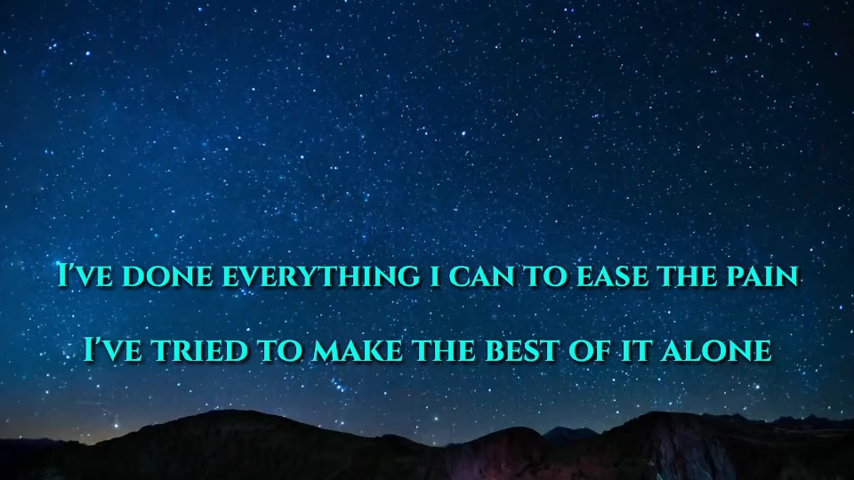 I've done everything I can to ease the pain
I've tried to make the best of it alone